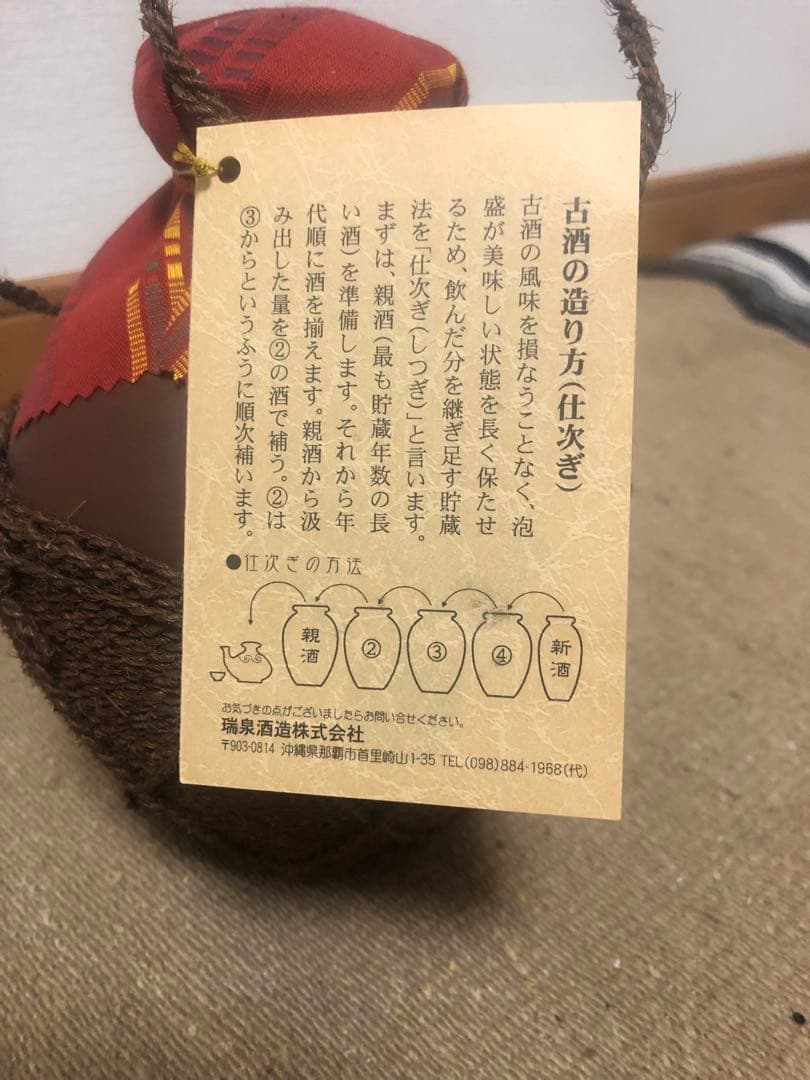 古酒の造り方(仕次ぎ)
古酒の風味を損なうことなく、泡
盛が美味しい状態を長く保たせ
るため、飲んだ分を継ぎ足す貯蔵
法を「仕次ぎ(しつぎ)」と言います。
まずは、親酒(最も貯蔵年数の長
い酒)を準備します。それから年
代順に酒を揃えます。親酒から汲
み出した量を②の酒で補う。②は
③からというふうに順次補います。
●仕次ぎの方法
親酒
②
③
④
新酒
お気づきの点がございましたらお問い合せください。
瑞泉酒造株式会社
〒903-0814 沖縄県那覇市首里崎山1-35 TEL(098)884-1968(代)